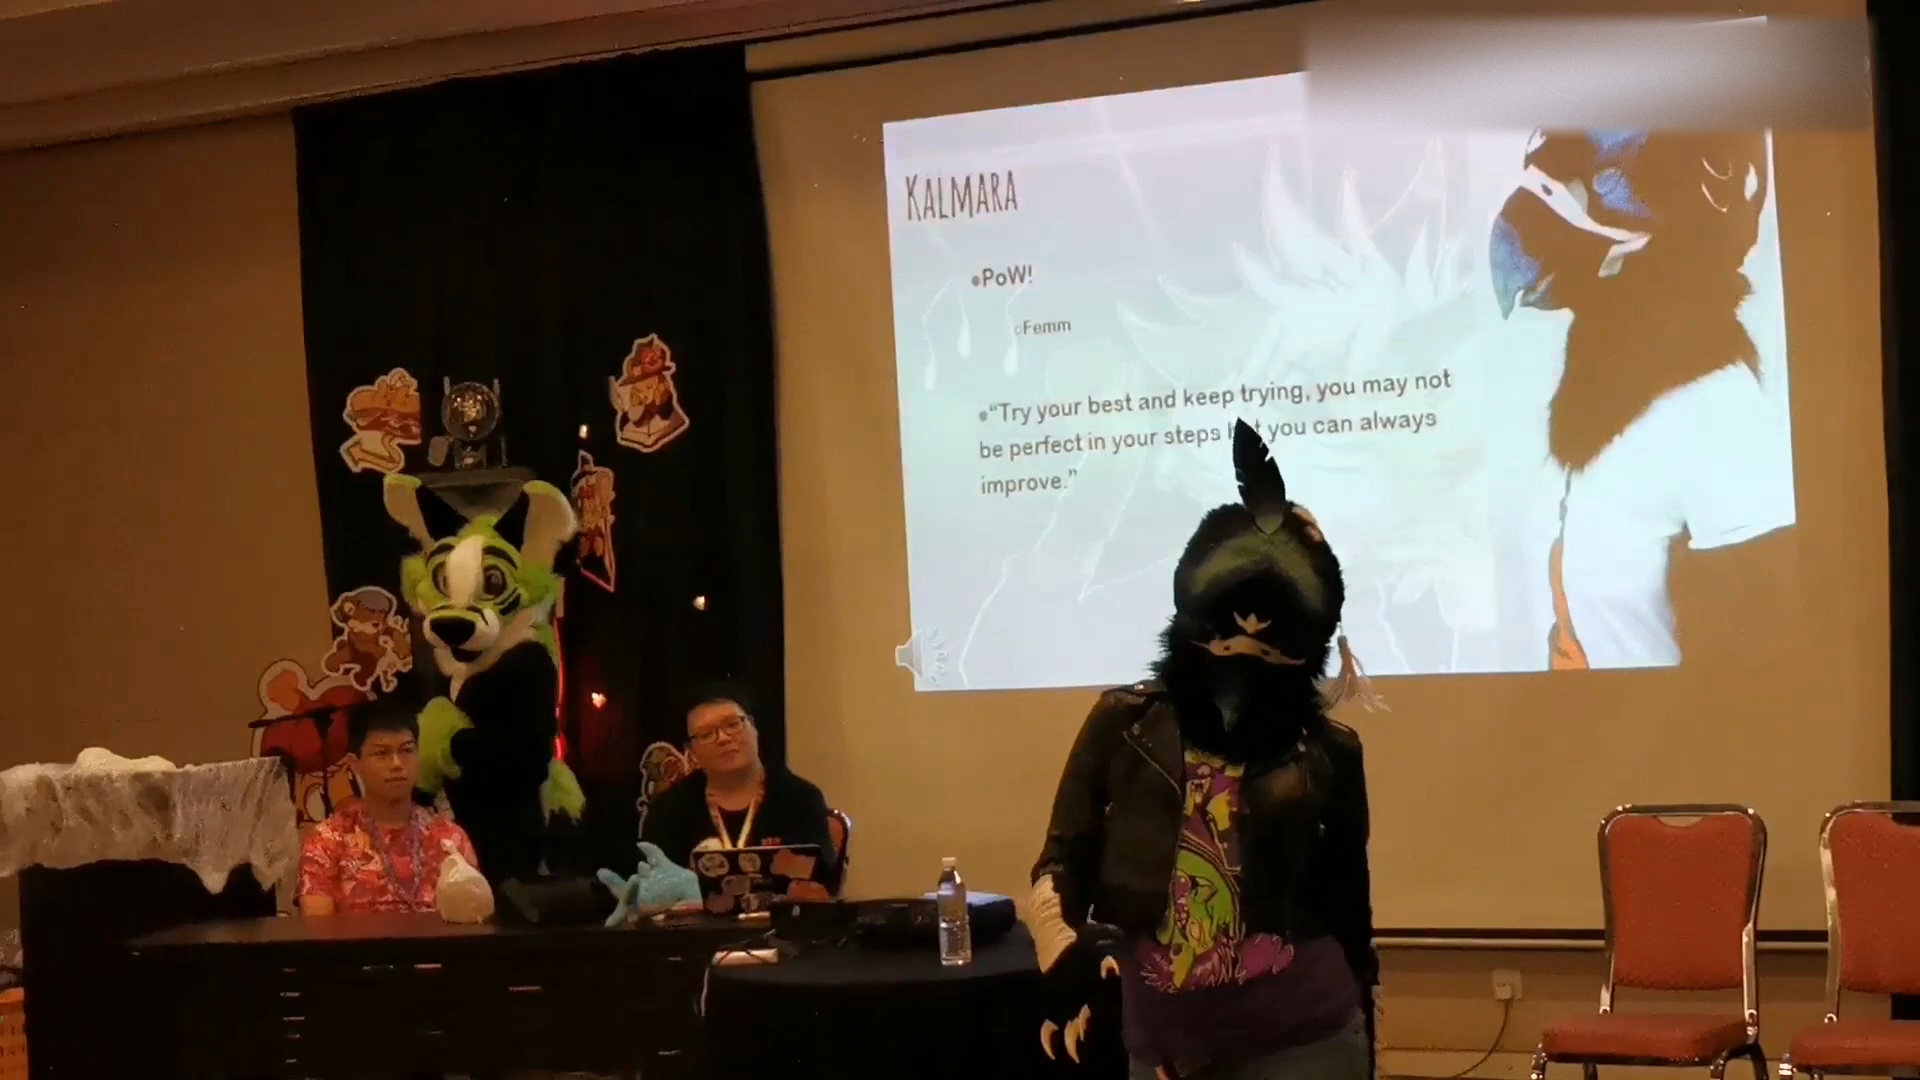 KALMARA
•PoW!
○Femm
•“Try your best and keep trying, you may not
be perfect in your steps you can always
improve.”